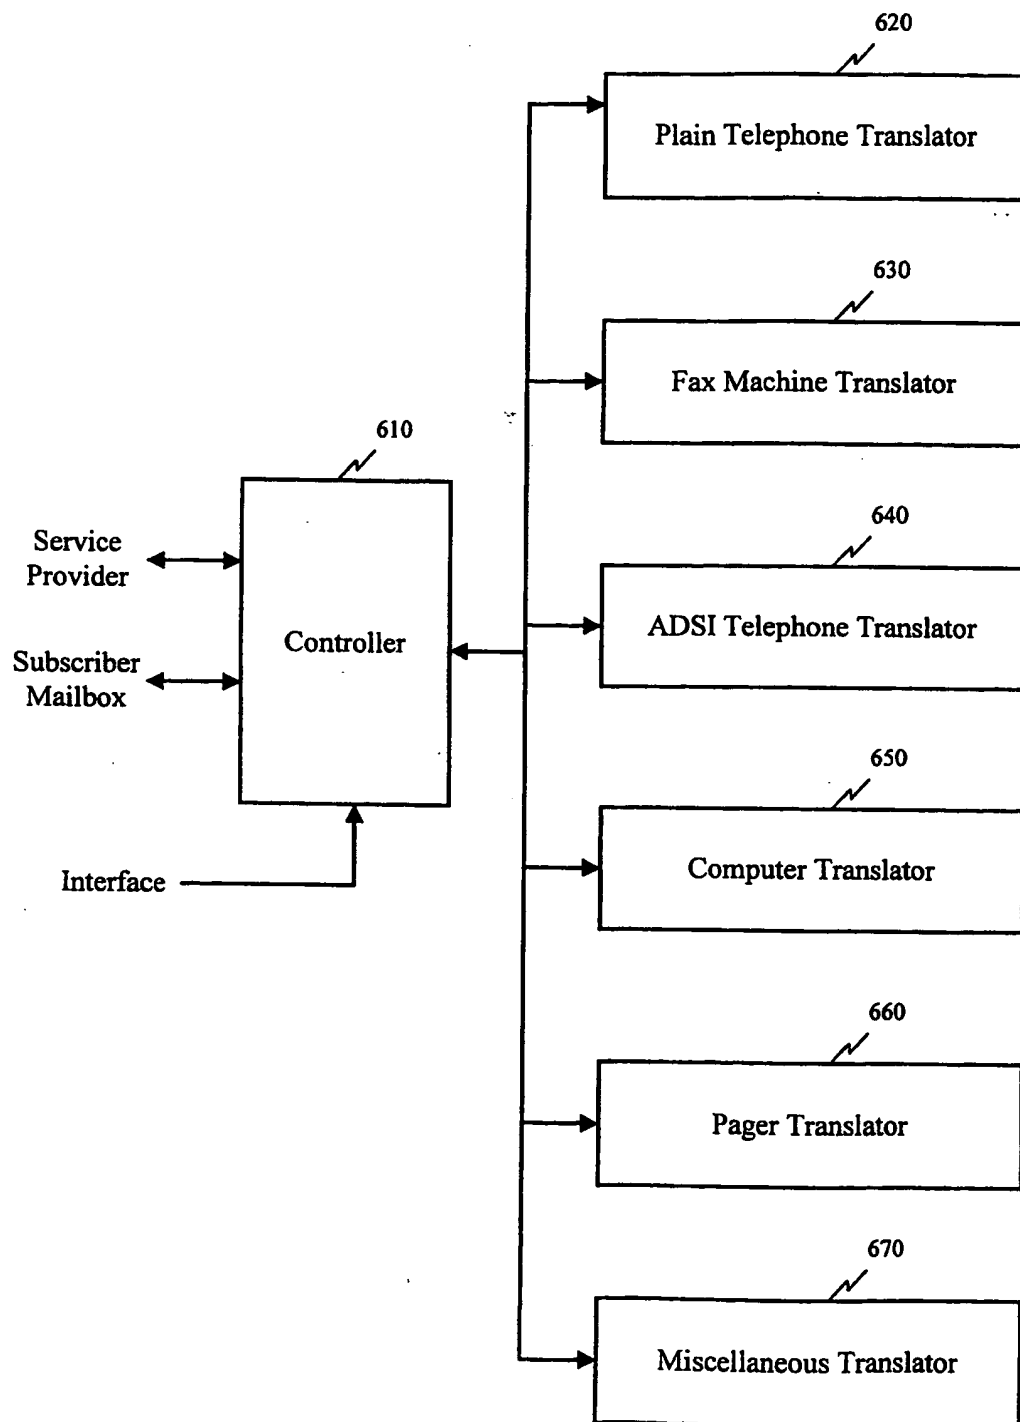 620
Plain Telephone Translator
630
Fax Machine Translator
610
640
Service
Provider
ADSI Telephone Translator
Controller
Subscriber
Mailbox
650
Interface
Computer Translator
660
Pager Translator
670
Miscellaneous Translator